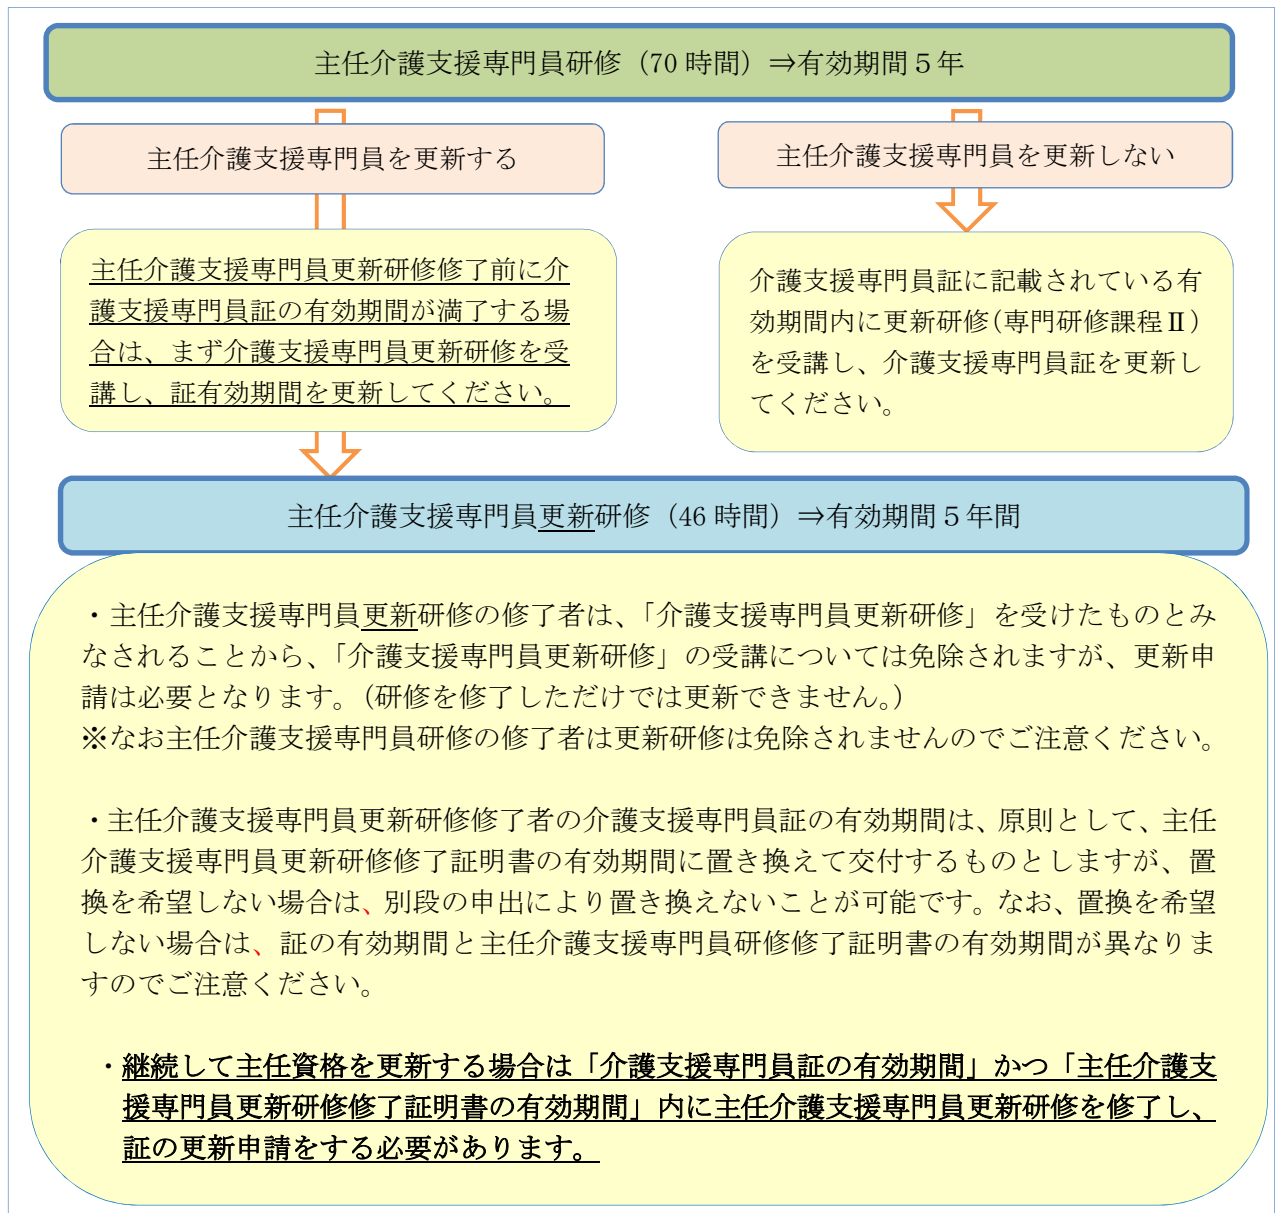 主任介護支援専門員研修（70 時間）⇒有効期間５年
主任介護支援専門員を更新する
主任介護支援専門員を更新しない
主任介護支援専門員更新研修修了前に介
護支援専門員証の有効期間が満了する場
合は、まず介護支援専門員更新研修を受
講し、証有効期間を更新してください。
介護支援専門員証に記載されている有
効期間内に更新研修（専門研修課程Ⅱ）
を受講し、介護支援専門員証を更新し
てください。
主任介護支援専門員更新研修（46 時間）⇒有効期間５年間
・主任介護支援専門員更新研修の修了者は、「介護支援専門員更新研修」を受けたものとみ
なされることから、「介護支援専門員更新研修」の受講については免除されますが、更新申
請は必要となります。（研修を修了しただけでは更新できません。）
※なお主任介護支援専門員研修の修了者は更新研修は免除されませんのでご注意ください。
・主任介護支援専門員更新研修修了者の介護支援専門員証の有効期間は、原則として、主任
介護支援専門員更新研修修了証明書の有効期間に置き換えて交付するものとしますが、置
換を希望しない場合は、別段の申出により置き換えないことが可能です。なお、置換を希望
しない場合は、証の有効期間と主任介護支援専門員研修修了証明書の有効期間が異なりま
すのでご注意ください。
・継続して主任資格を更新する場合は「介護支援専門員証の有効期間」かつ「主任介護支
援専門員更新研修修了証明書の有効期間」内に主任介護支援専門員更新研修を修了し、
証の更新申請をする必要があります。